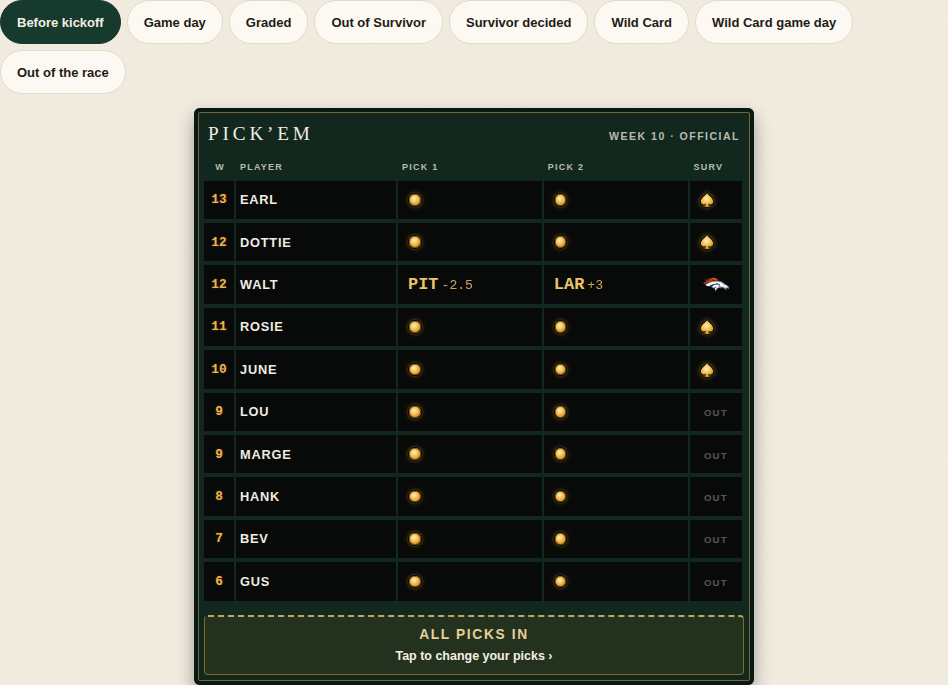 Before kickoff Game day Graded Out of Survivor Survivor decided Wild Card Wild Card game day
Out of the race
PICK’EM WEEK 10 · OFFICIAL
W PLAYER PICK 1 PICK 2 SURV
13 EARL
12 DOTTIE
12 WALT PIT -2.5 LAR +3
11 ROSIE
10 JUNE
9 LOU OUT
9 MARGE OUT
8 HANK OUT
7 BEV OUT
6 GUS OUT
ALL PICKS IN
Tap to change your picks ›